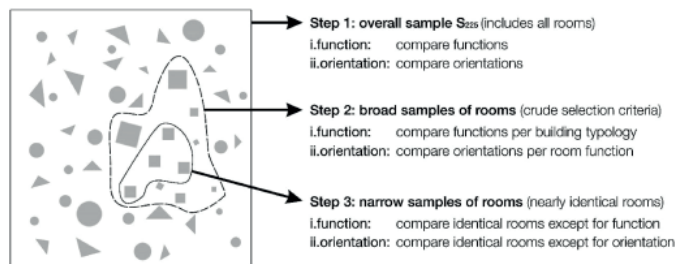 Step 1: overall sample S₂₂₅ (includes all rooms)
i.function: compare functions
ii.orientation: compare orientations
Step 2: broad samples of rooms (crude selection criteria)
i.function: compare functions per building typology
ii.orientation: compare orientations per room function
Step 3: narrow samples of rooms (nearly identical rooms)
i.function: compare identical rooms except for function
ii.orientation: compare identical rooms except for orientation